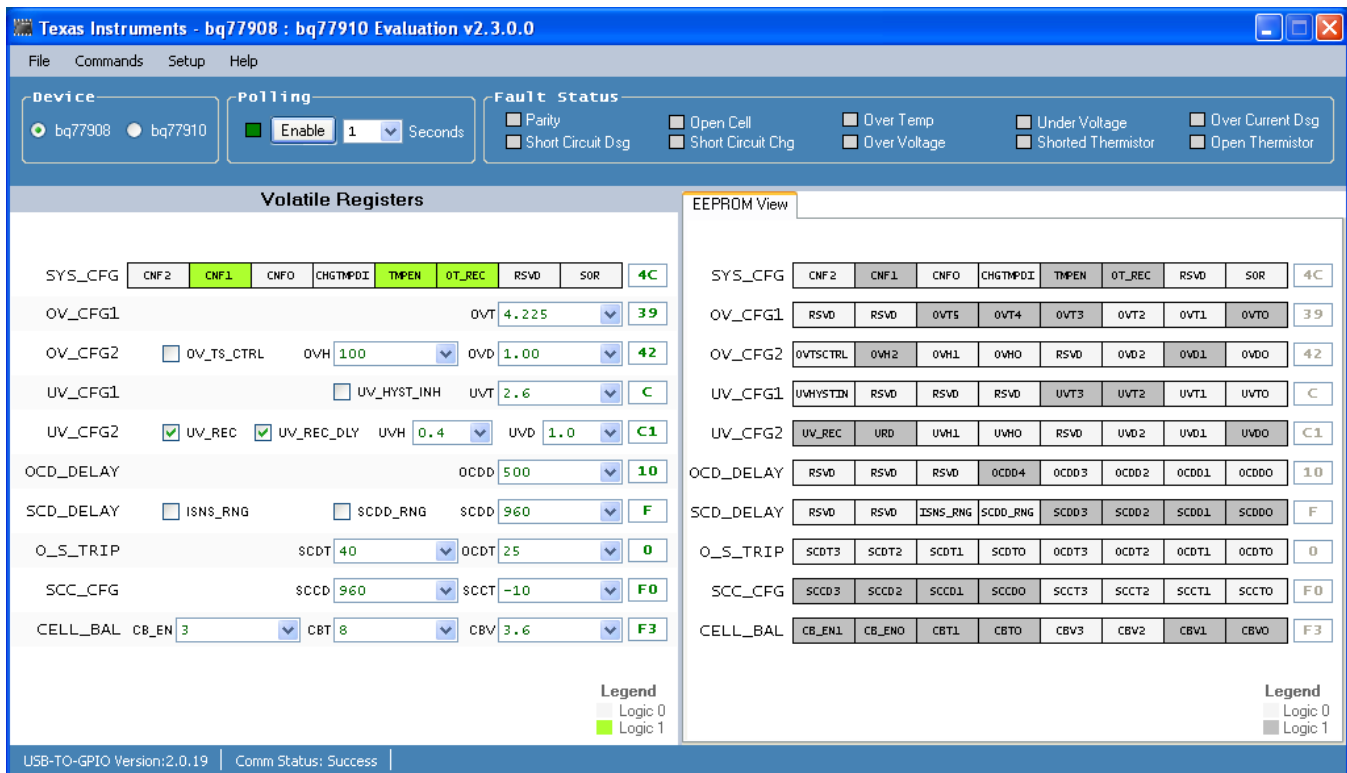 Texas Instruments - bq77908 : bq77910 Evaluation v2.3.0.0
File Commands Setup Help
Device
bq77908 bq77910
Polling
Enable 1 Seconds
Fault Status
Parity Open Cell Over Temp Under Voltage Over Current Dsg
Short Circuit Dsg Short Circuit Chg Over Voltage Shorted Thermistor Open Thermistor
Volatile Registers
SYS_CFG CNF2 CNF1 CNF0 CHGTMPDI TMPEN OT_REC RSVD SOR 4C
OV_CFG1 OVT 4.225 39
OV_CFG2 OV_TS_CTRL OVH 100 OVD 1.00 42
UV_CFG1 UV_HYST_INH UVT 2.6 C
UV_CFG2 UV_REC UV_REC_DLY UVH 0.4 UVD 1.0 C1
OCD_DELAY OCDD 500 10
SCD_DELAY ISNS_RNG SCDD_RNG SCDD 960 F
O_S_TRIP SCDT 40 OCDT 25 0
SCC_CFG SCCD 960 SCCT -10 F0
CELL_BAL CB_EN 3 CBT 8 CBV 3.6 F3
Legend
Logic 0
Logic 1
EEPROM View
SYS_CFG CNF2 CNF1 CNF0 CHGTMPDI TMPEN OT_REC RSVD SOR 4C
OV_CFG1 RSVD RSVD OVT5 OVT4 OVT3 OVT2 OVT1 OVT0 39
OV_CFG2 OVTSCTRL OVH2 OVH1 OVH0 RSVD OVD2 OVD1 OVD0 42
UV_CFG1 UVHYSTIN RSVD RSVD RSVD UVT3 UVT2 UVT1 UVT0 C
UV_CFG2 UV_REC URD UVH1 UVH0 RSVD UVD2 UVD1 UVD0 C1
OCD_DELAY RSVD RSVD RSVD OCDD4 OCDD3 OCDD2 OCDD1 OCDD0 10
SCD_DELAY RSVD RSVD ISNS_RNG SCDD_RNG SCDD3 SCDD2 SCDD1 SCDD0 F
O_S_TRIP SCDT3 SCDT2 SCDT1 SCDT0 OCDT3 OCDT2 OCDT1 OCDT0 0
SCC_CFG SCCD3 SCCD2 SCCD1 SCCD0 SCCT3 SCCT2 SCCT1 SCCT0 F0
CELL_BAL CB_EN1 CB_EN0 CBT1 CBT0 CBV3 CBV2 CBV1 CBV0 F3
Legend
Logic 0
Logic 1
USB-TO-GPIO Version:2.0.19 Comm Status: Success